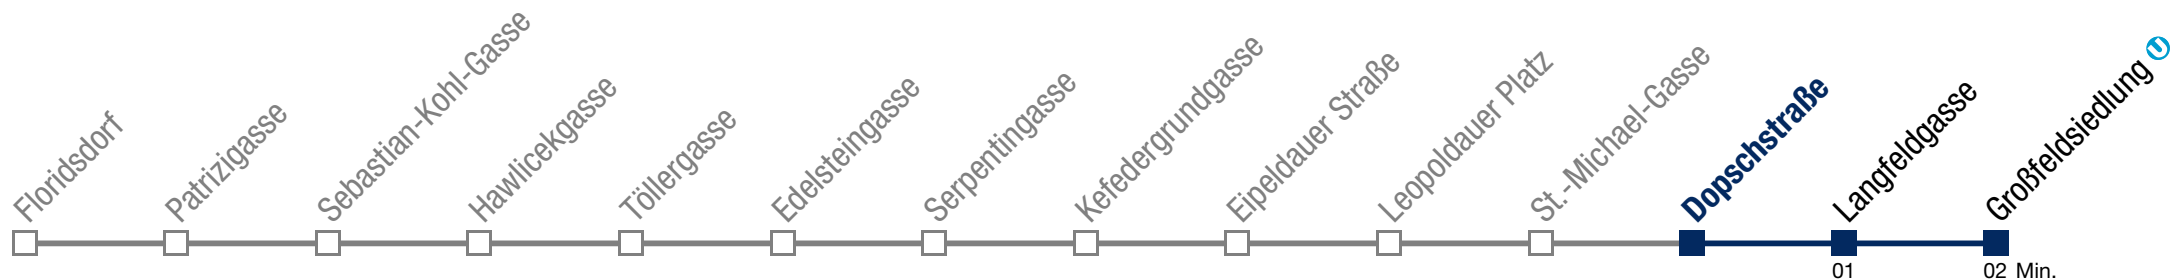 Floridsdorf
Patrizigasse
Sebastian-Kohl-Gasse
Hawlicekgasse
Töllergasse
Edelsteingasse
Serpentingasse
Kefedergrundgasse
Eipeldauer Straße
Leopoldauer Platz
St.-Michael-Gasse
Dopschstraße
Langfeldgasse
Großfeldsiedlung U
01
02 Min.